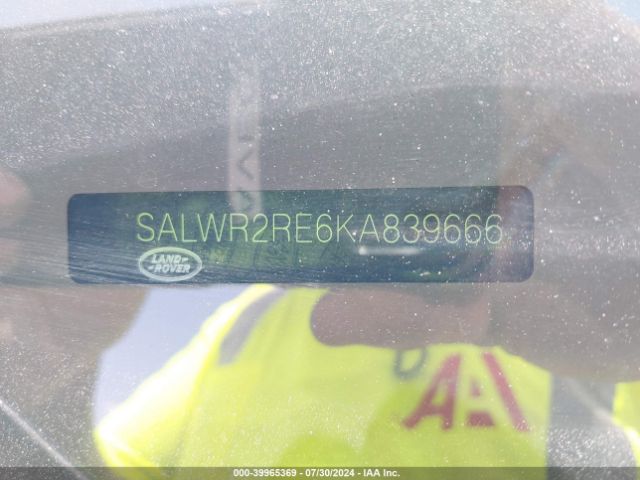 SALWR2RE6KA839666
LAND-
ROVER
000-39965369 - 07/30/2024 - IAA Inc.